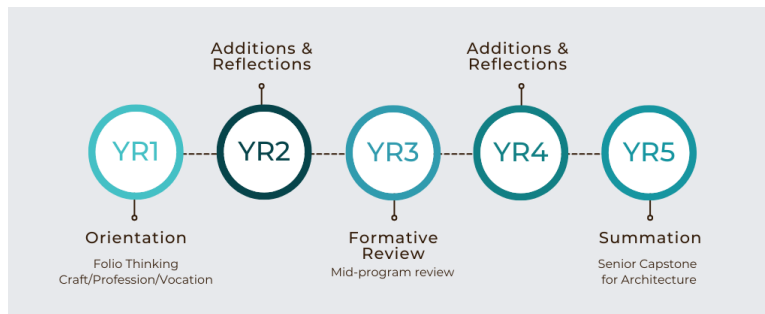 Additions &
Reflections
Additions &
Reflections
YR1
YR2
YR3
YR4
YR5
Orientation
Folio Thinking
Craft/Profession/Vocation
Formative
Review
Mid-program review
Summation
Senior Capstone
for Architecture